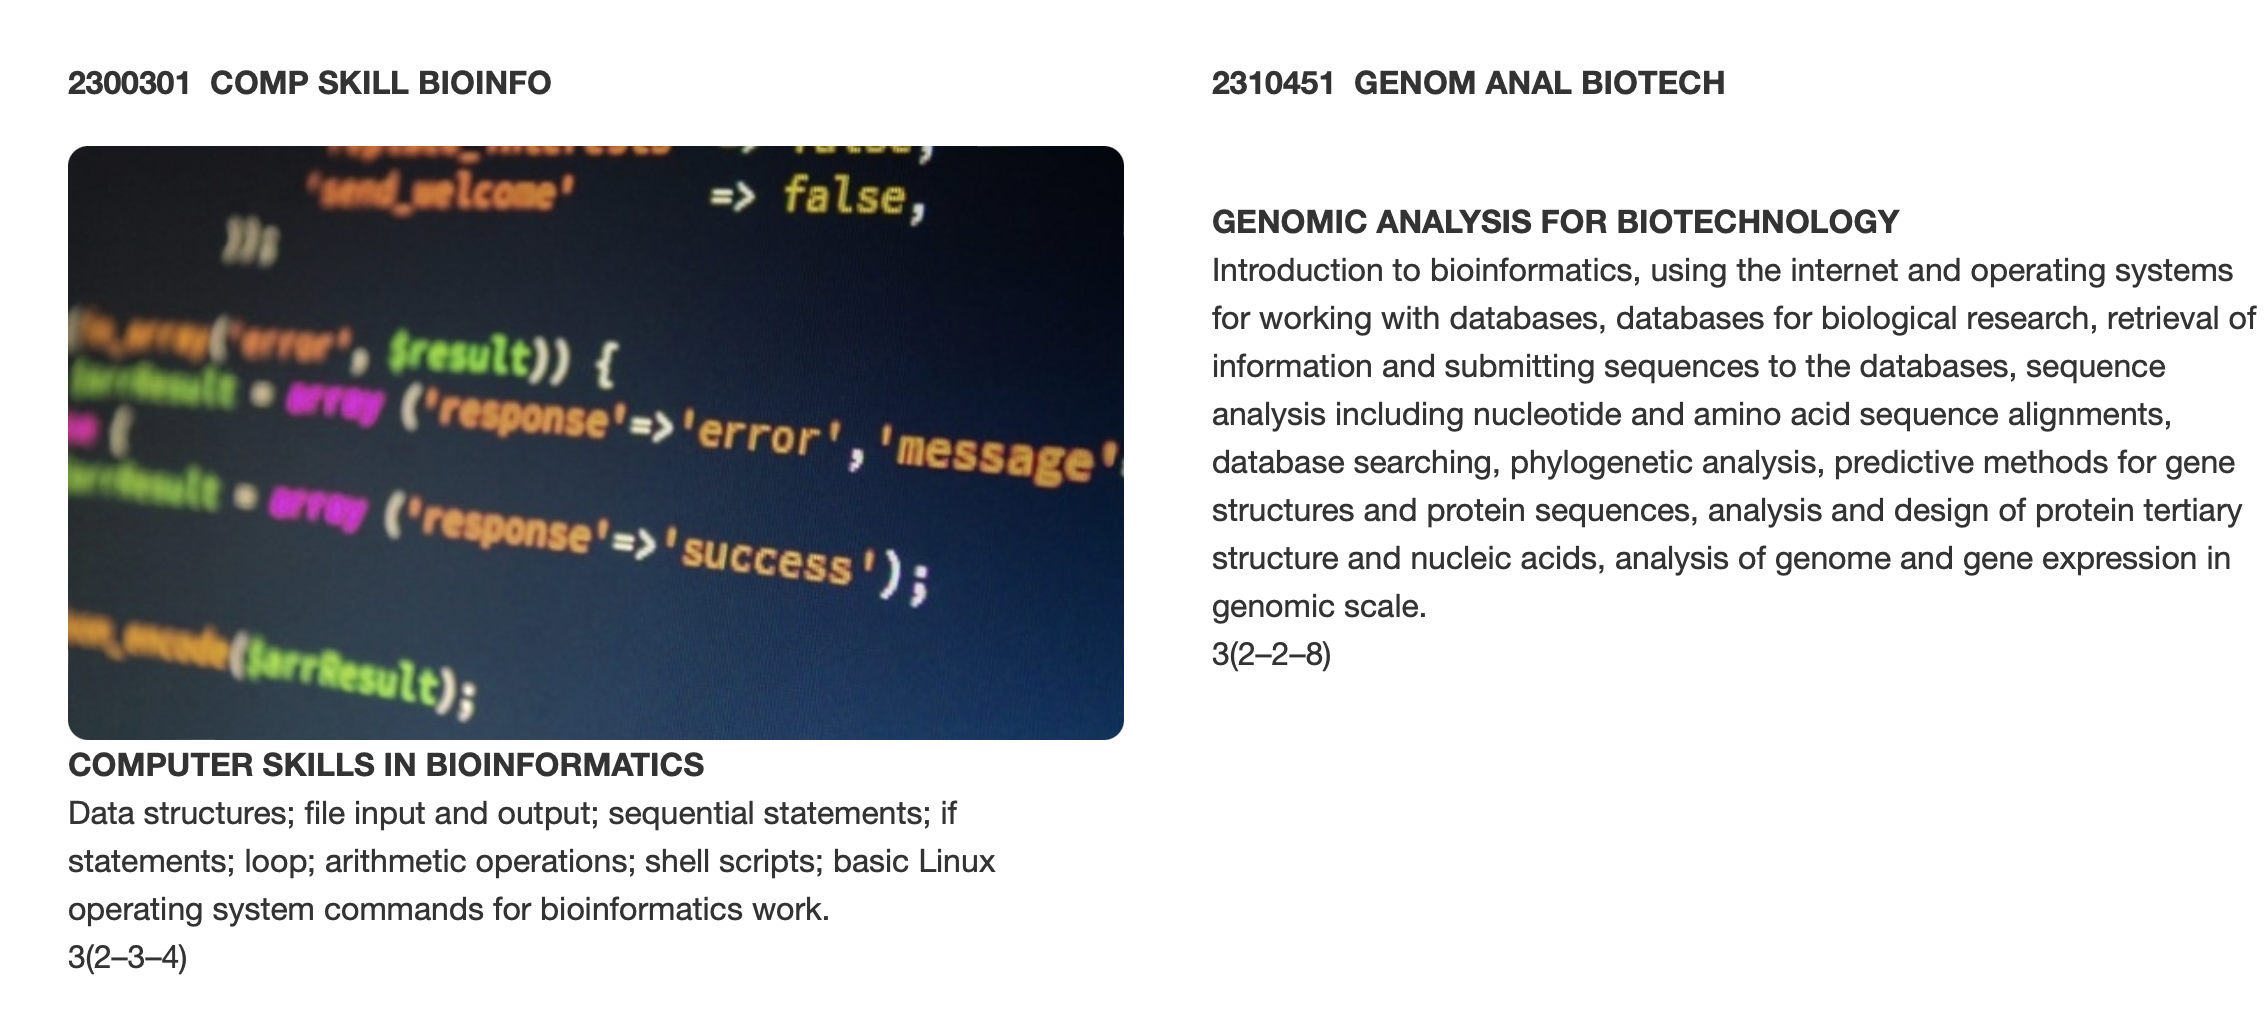 2300301 COMP SKILL BIOINFO
'send_welcome' => false,
));
'error', $result)) {
$arrResult = array ('response'=>'error','message'
array ('response'=>'success');
($arrResult);
COMPUTER SKILLS IN BIOINFORMATICS
Data structures; file input and output; sequential statements; if
statements; loop; arithmetic operations; shell scripts; basic Linux
operating system commands for bioinformatics work.
3(2–3–4)
2310451 GENOM ANAL BIOTECH
GENOMIC ANALYSIS FOR BIOTECHNOLOGY
Introduction to bioinformatics, using the internet and operating systems
for working with databases, databases for biological research, retrieval of
information and submitting sequences to the databases, sequence
analysis including nucleotide and amino acid sequence alignments,
database searching, phylogenetic analysis, predictive methods for gene
structures and protein sequences, analysis and design of protein tertiary
structure and nucleic acids, analysis of genome and gene expression in
genomic scale.
3(2–2–8)